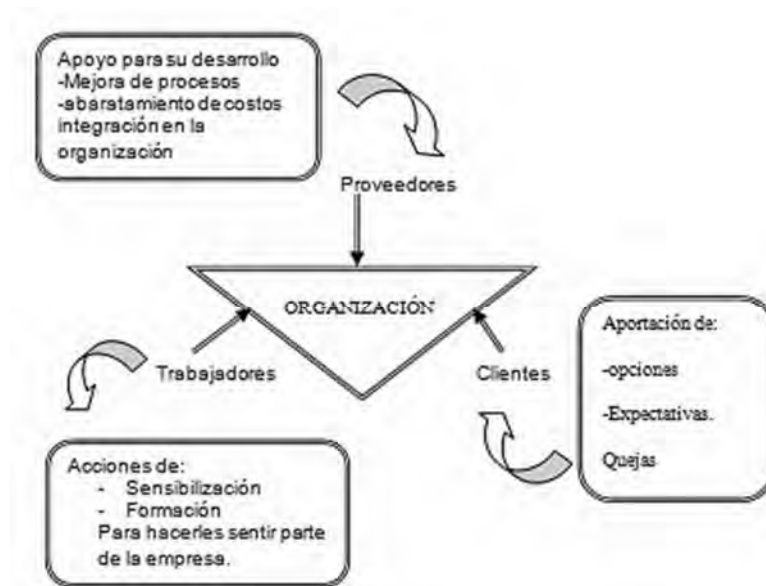 Apoyo para su desarrollo
-Mejora de procesos
-abaratamiento de costos
integración en la
organización
Proveedores
ORGANIZACIÓN
Trabajadores
Clientes
Aportación de:
-opciones
-Expectativas.
Quejas
Acciones de:
- Sensibilización
- Formación
Para hacerles sentir parte
de la empresa.